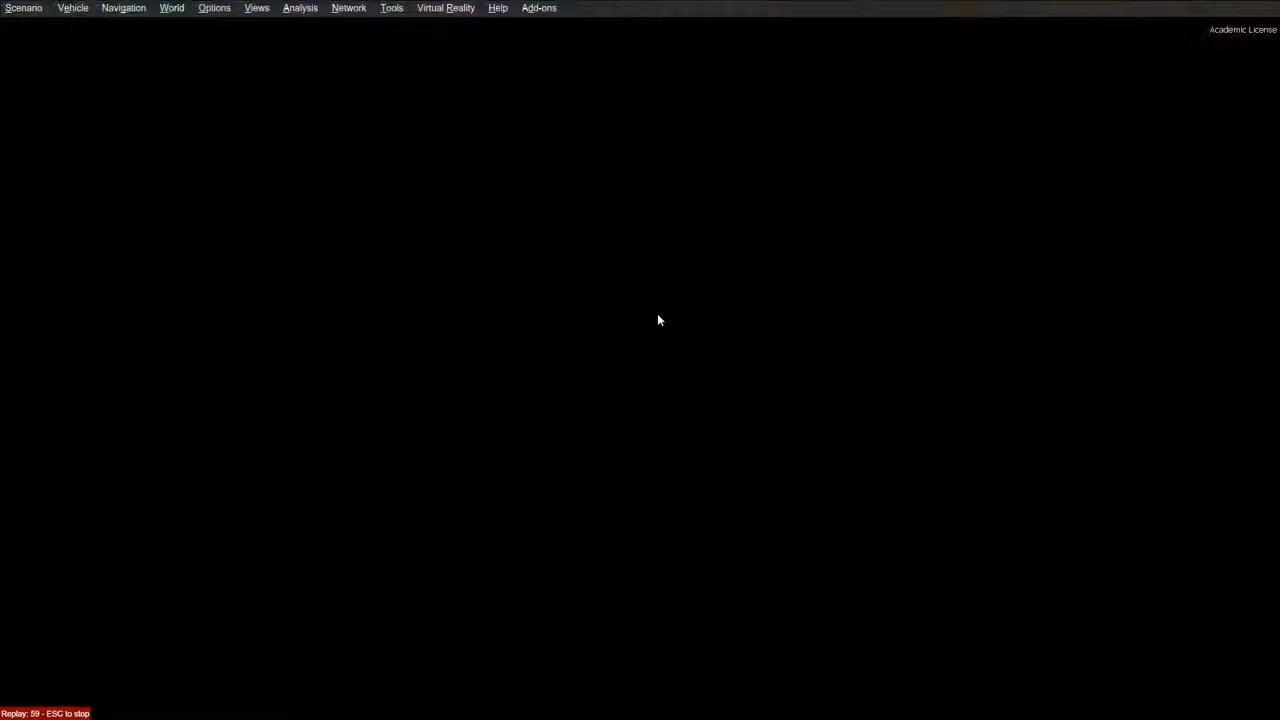 Scenario Vehicle Navigation World Options Views Analysis Network Tools Virtual Reality Help Add-ons
Academic License
Replay: 59 - ESC to stop